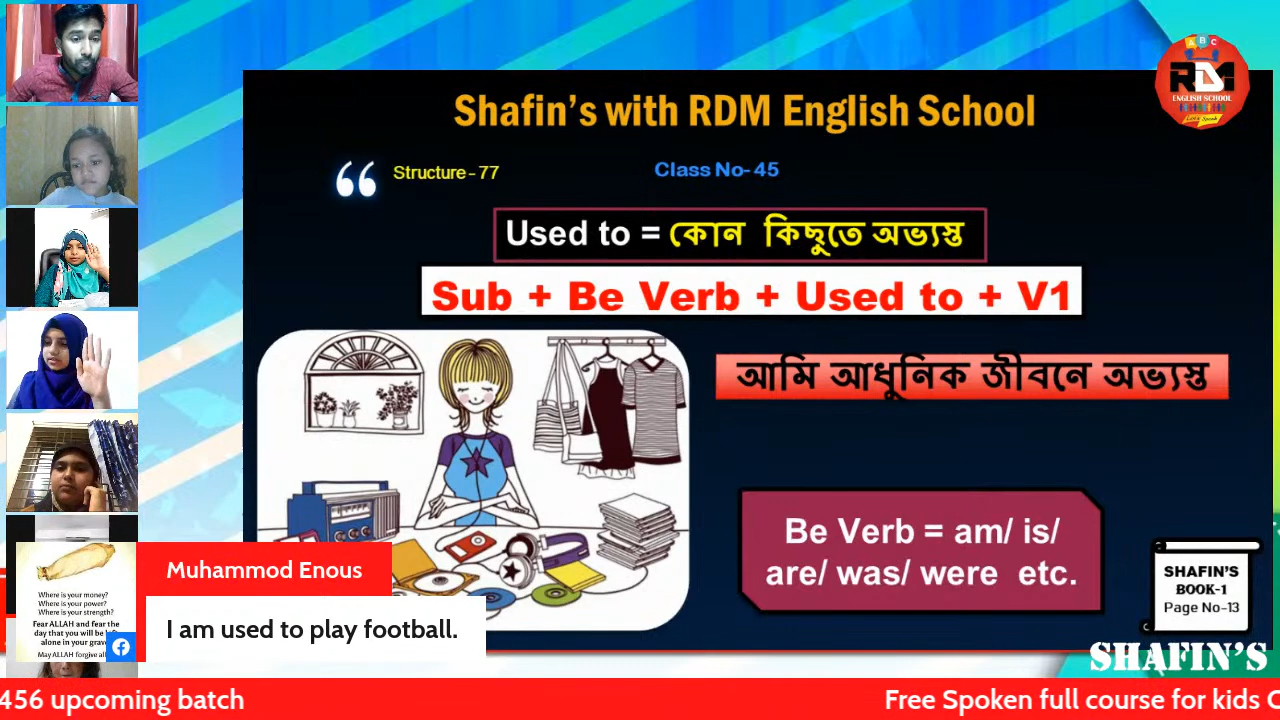 ABC
RDM
ENGLISH SCHOOL
Shafin's with RDM English School
Structure - 77
Class No- 45
Used to = কোন কিছুতে অভ্যস্ত
Sub + Be Verb + Used to + V1
আমি আধুনিক জীবনে অভ্যস্ত
Be Verb = am/ is/
are/ was/ were etc.
SHAFIN'S
BOOK-1
Page No-13
SHAFIN'S
Where is your money?
Where is your power?
Where is your strength?
Fear ALLAH and fear the
day that you will be
alone in your grave
May ALLAH forgive
Muhammod Enous
I am used to play football.
456 upcoming batch
Free Spoken full course for kids